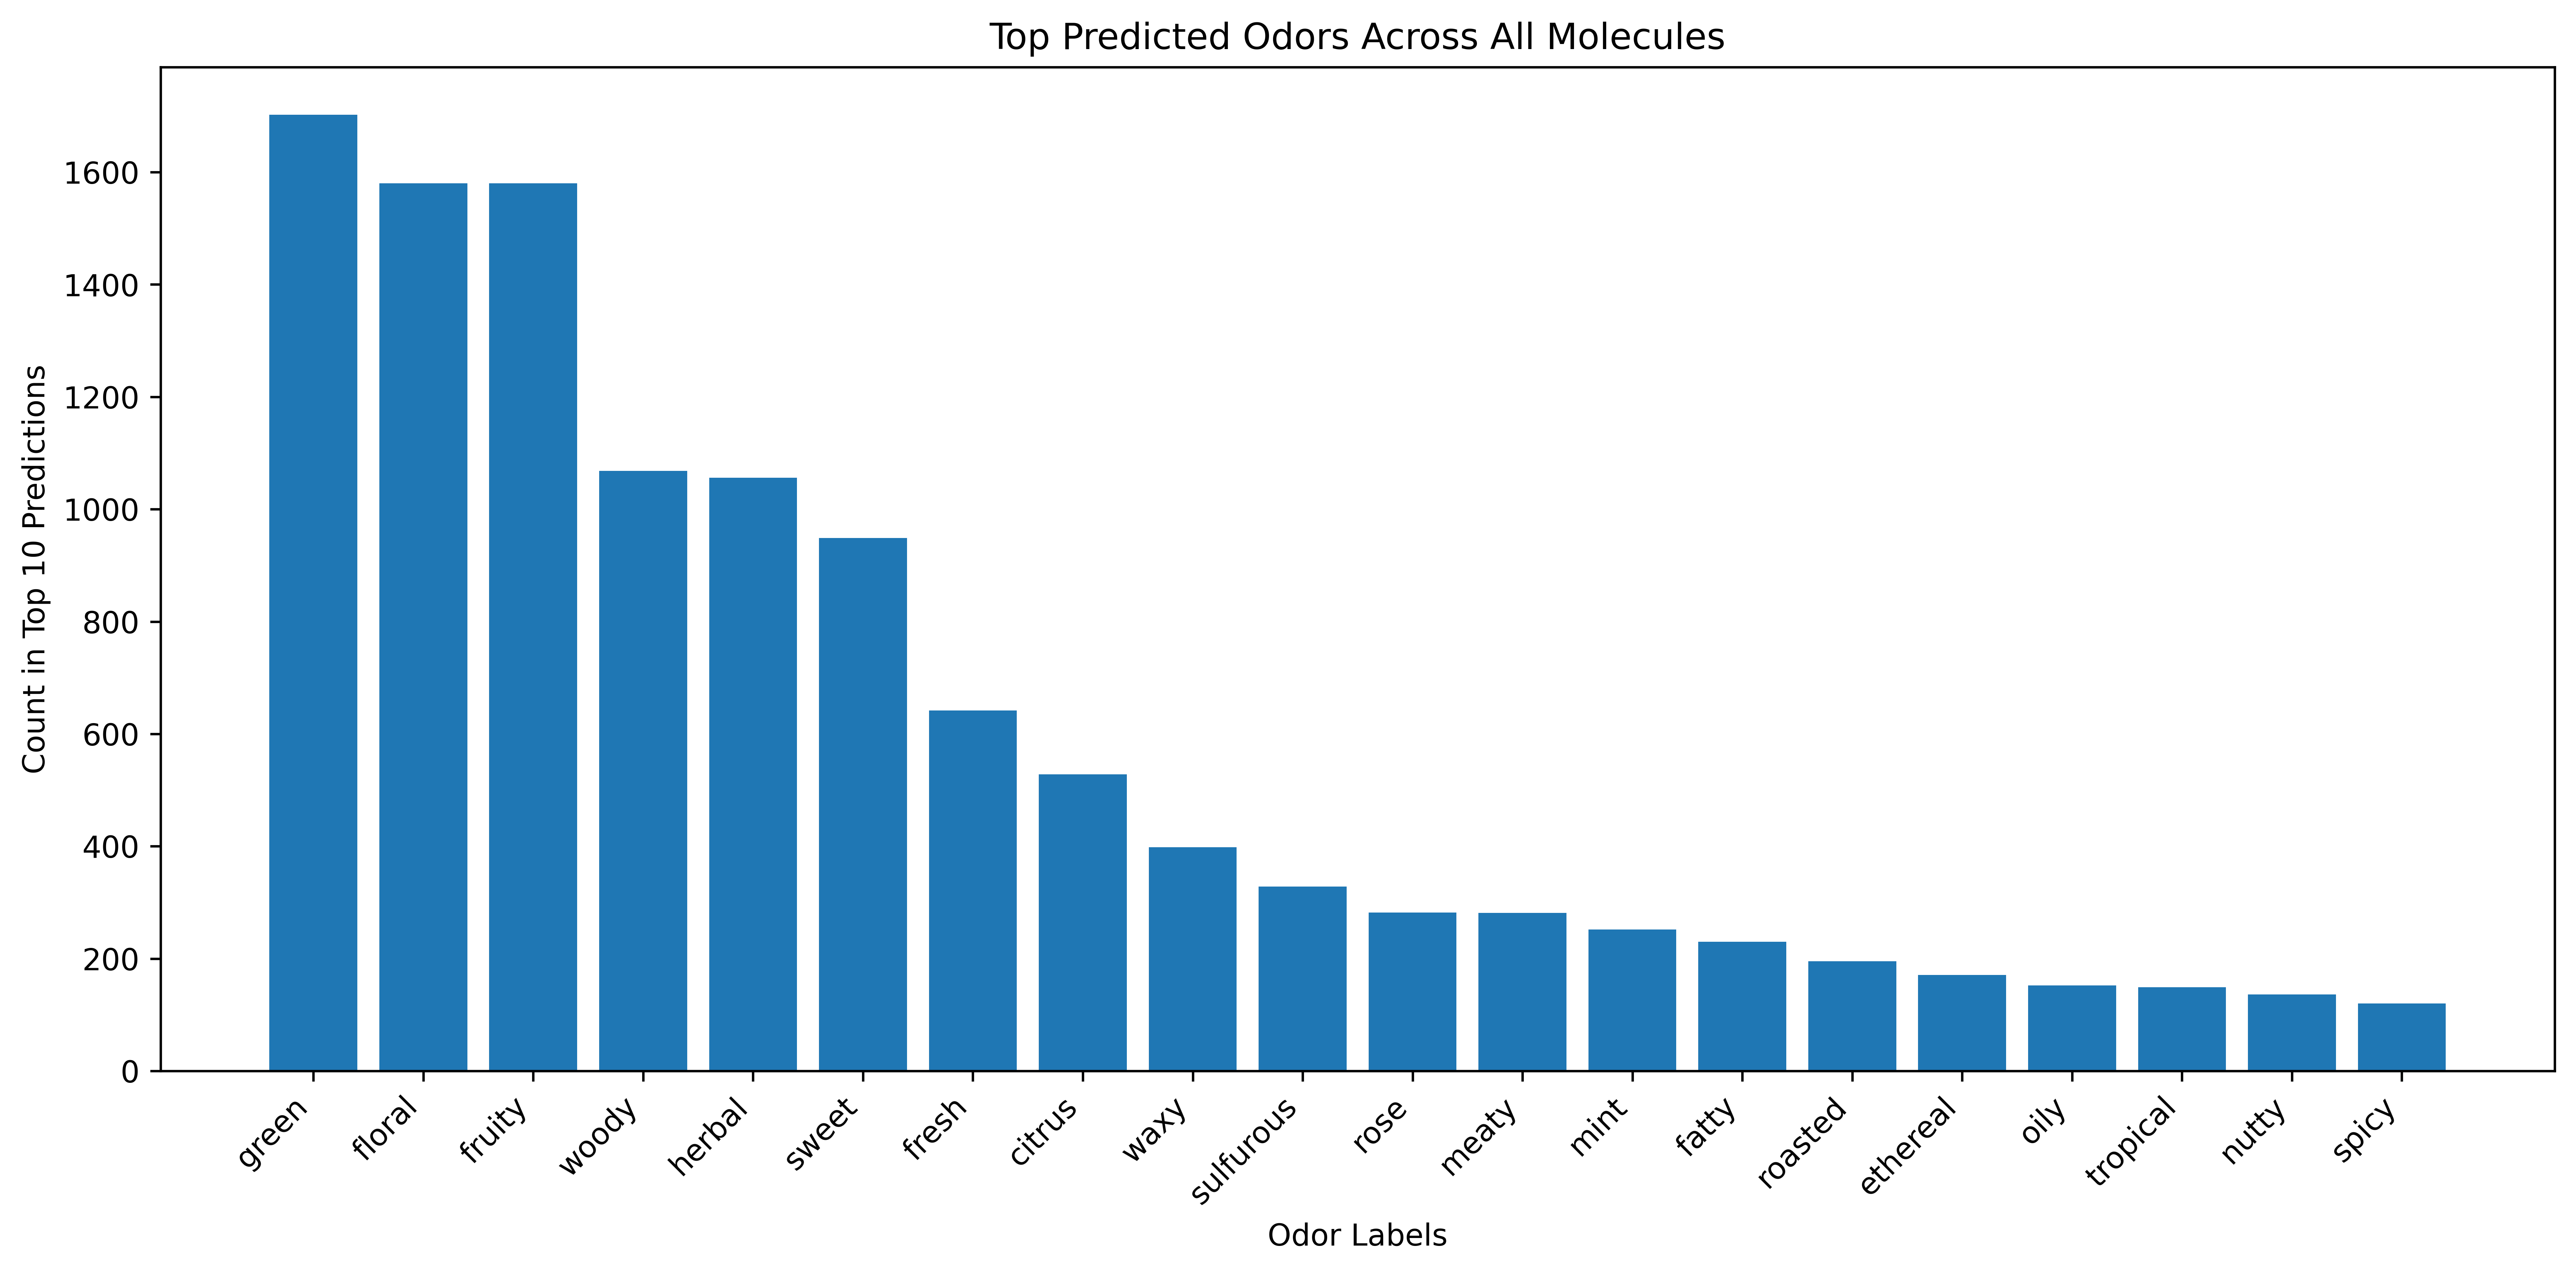 Top Predicted Odors Across All Molecules
Count in Top 10 Predictions
1600
1400
1200
1000
800
600
400
200
0
green
floral
fruity
woody
herbal
sweet
fresh
citrus
waxy
sulfurous
rose
meaty
mint
fatty
roasted
ethereal
oily
tropical
nutty
spicy
Odor Labels